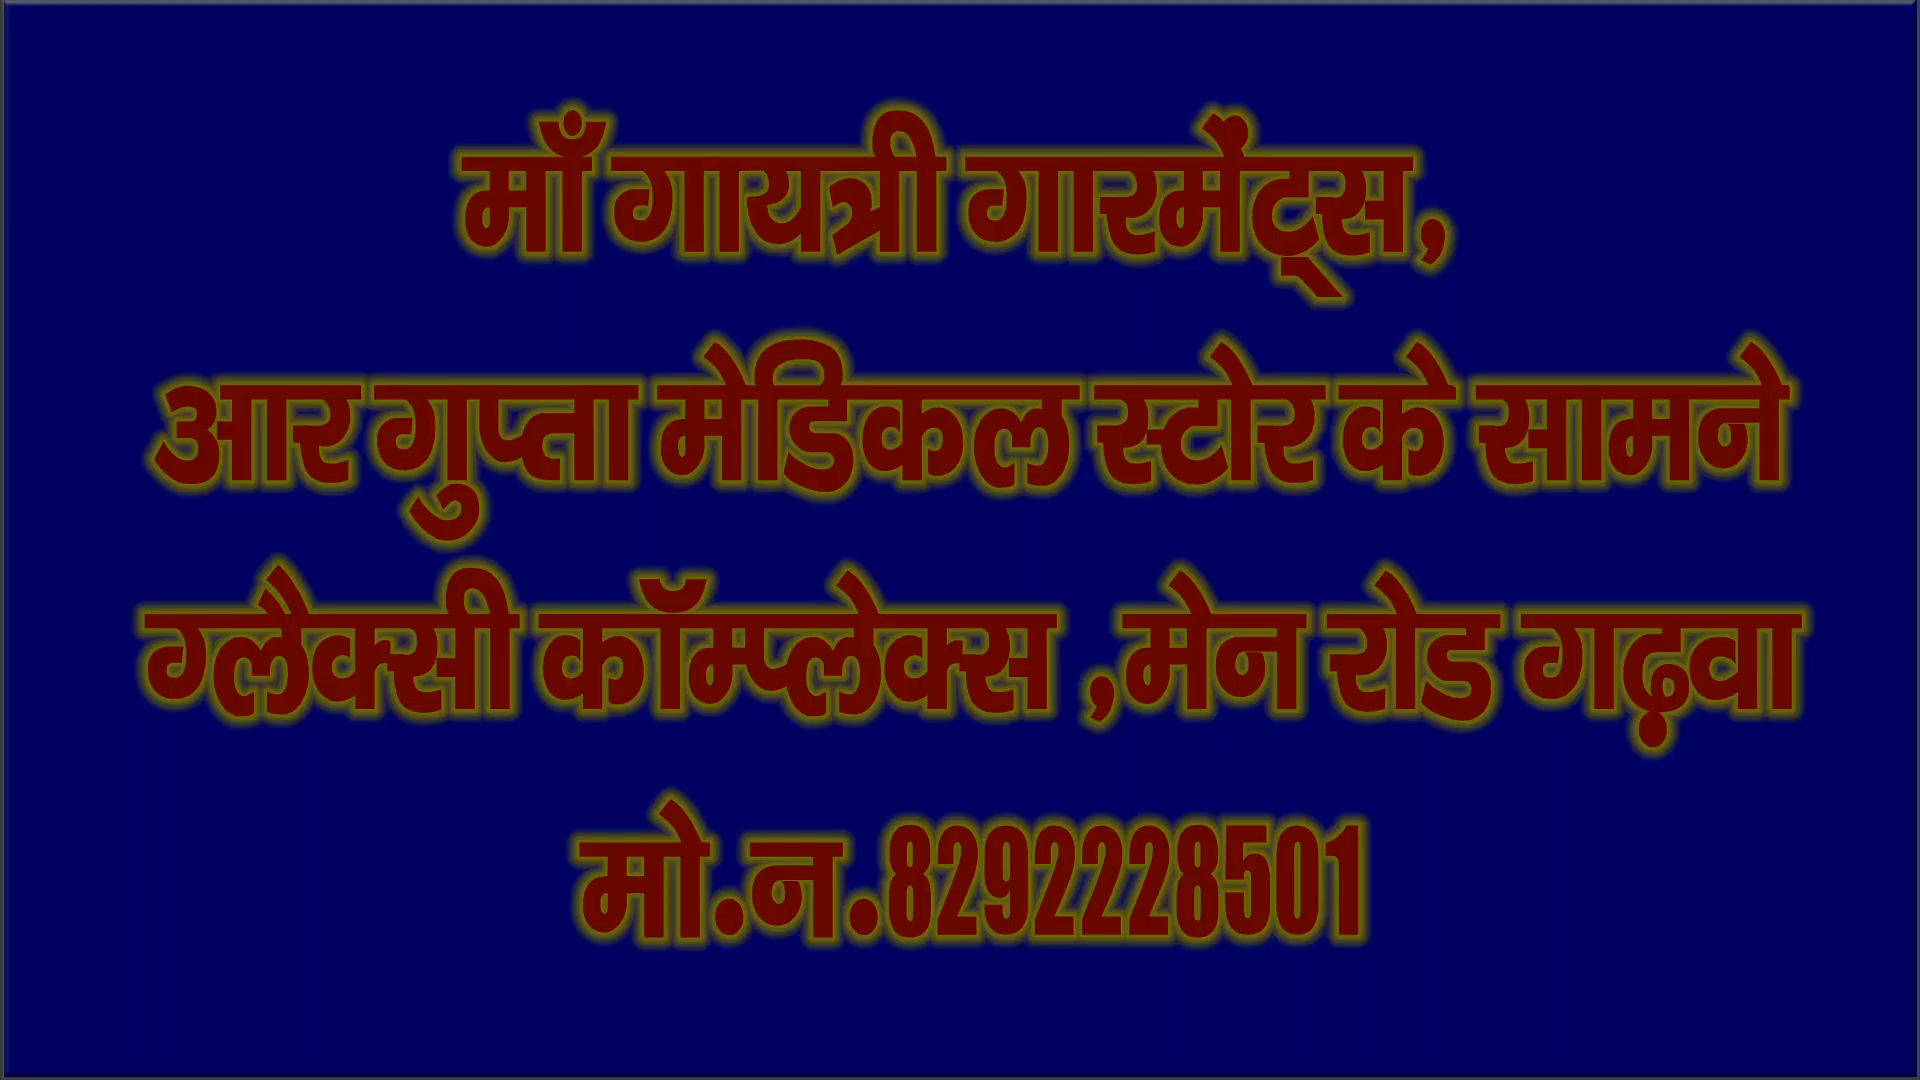 माँ गायत्री गारमेंट्स,
आर गुप्ता मेडिकल स्टोर के सामने
ग्लैक्सी कॉम्प्लेक्स ,मेन रोड गढ़वा
मो.न.8292228501